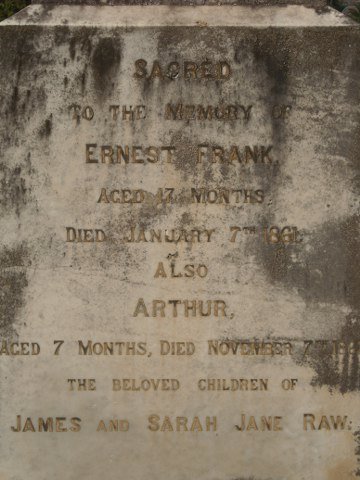 SACRED
TO THE MEMORY OF
ERNEST FRANK.
AGED 17 MONTHS
DIED JANUARY 7TH
ALSO
ARTHUR,
AGED 7 MONTHS, DIED NOVEMBER
THE BELOVED CHILDREN OF
JAMES AND SARAH JANE RAW.